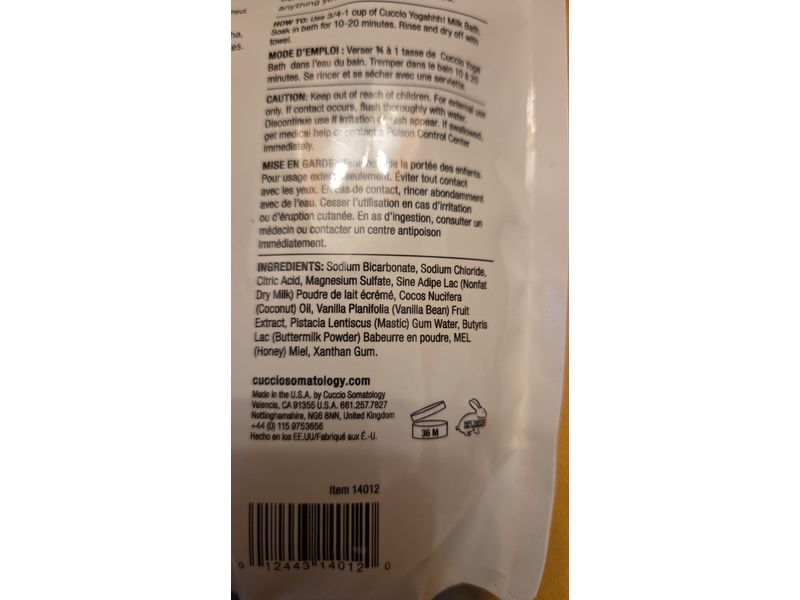 anything yo
HOW TO: Use 3/4-1 cup of Cuccio Yogahhh! Milk Bath.
Soak in bath for 10-20 minutes. Rinse and dry off with
towel.
MODE D'EMPLOI : Verser ¾ à 1 tasse de Cuccio Yoga
Bath dans l'eau du bain. Tremper dans le bain 10 à 20
minutes. Se rincer et se sécher avec une serviette.
CAUTION: Keep out of reach of children. For external use
only. If contact occurs, flush thoroughly with water.
Discontinue use if irritation rash appear. If swallowed,
get medical help or contact a Poison Control Center
immediately.
MISE EN GARDE de la portée des enfants.
Pour usage seulement. Éviter tout contact
avec les yeux. En cas de contact, rincer abondamment
avec de l'eau. Cesser l'utilisation en cas d'irritation
ou d'éruption cutanée. En as d'ingestion, consulter un
médecin ou contacter un centre antipoison
immédiatement.
INGREDIENTS: Sodium Bicarbonate, Sodium Chloride,
Citric Acid, Magnesium Sulfate, Sine Adipe Lac (Nonfat
Dry Milk) Poudre de lait écrémé, Cocos Nucifera
(Coconut) Oil, Vanilla Planifolia (Vanilla Bean) Fruit
Extract, Pistacia Lentiscus (Mastic) Gum Water, Butyris
Lac (Buttermilk Powder) Babeurre en poudre, MEL
(Honey) Miel, Xanthan Gum.
cucciosomatology.com
Made in the U.S.A. by Cuccio Somatology
Valencia, CA 91355 U.S.A. 661.257.7827
Nottinghamshire, NG6 8NN, United Kingdom
+44 (0) 115 9753656
Hecho en los EE.UU/Fabriqué aux É.-U.
36 M
Item 14012
0 12443 14012 0